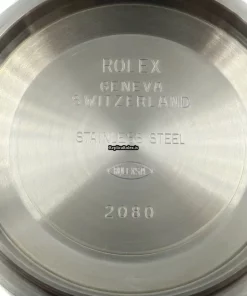 ROLEX
GENEVA
SWITZERLAND
STAINLESS STEEL
2080